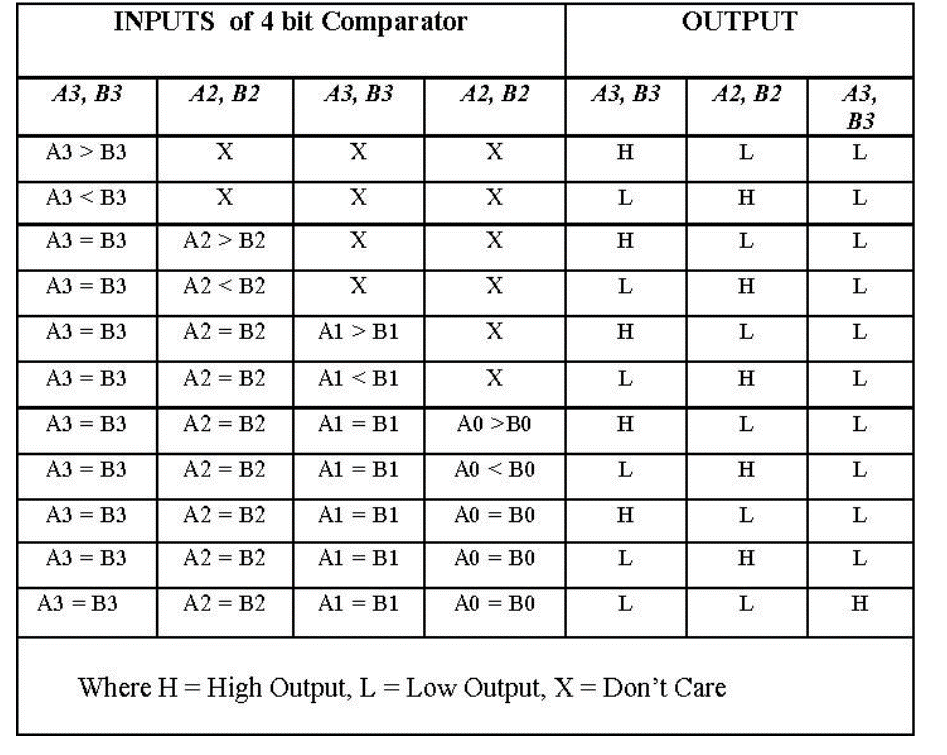 INPUTS of 4 bit Comparator OUTPUT
A3, B3 A2, B2 A3, B3 A2, B2 A3, B3 A2, B2 A3, B3
A3 > B3 X X X H L L
A3 < B3 X X X L H L
A3 = B3 A2 > B2 X X H L L
A3 = B3 A2 < B2 X X L H L
A3 = B3 A2 = B2 A1 > B1 X H L L
A3 = B3 A2 = B2 A1 < B1 X L H L
A3 = B3 A2 = B2 A1 = B1 A0 >B0 H L L
A3 = B3 A2 = B2 A1 = B1 A0 < B0 L H L
A3 = B3 A2 = B2 A1 = B1 A0 = B0 H L L
A3 = B3 A2 = B2 A1 = B1 A0 = B0 L H L
A3 = B3 A2 = B2 A1 = B1 A0 = B0 L L H
Where H = High Output, L = Low Output, X = Don't Care